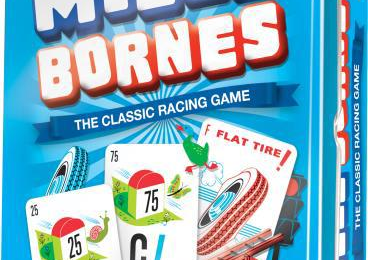 BORNES
THE CLASSIC RACING GAME
FLAT TIRE!
75
75
25
25
THE CLASSIC RACING GAME